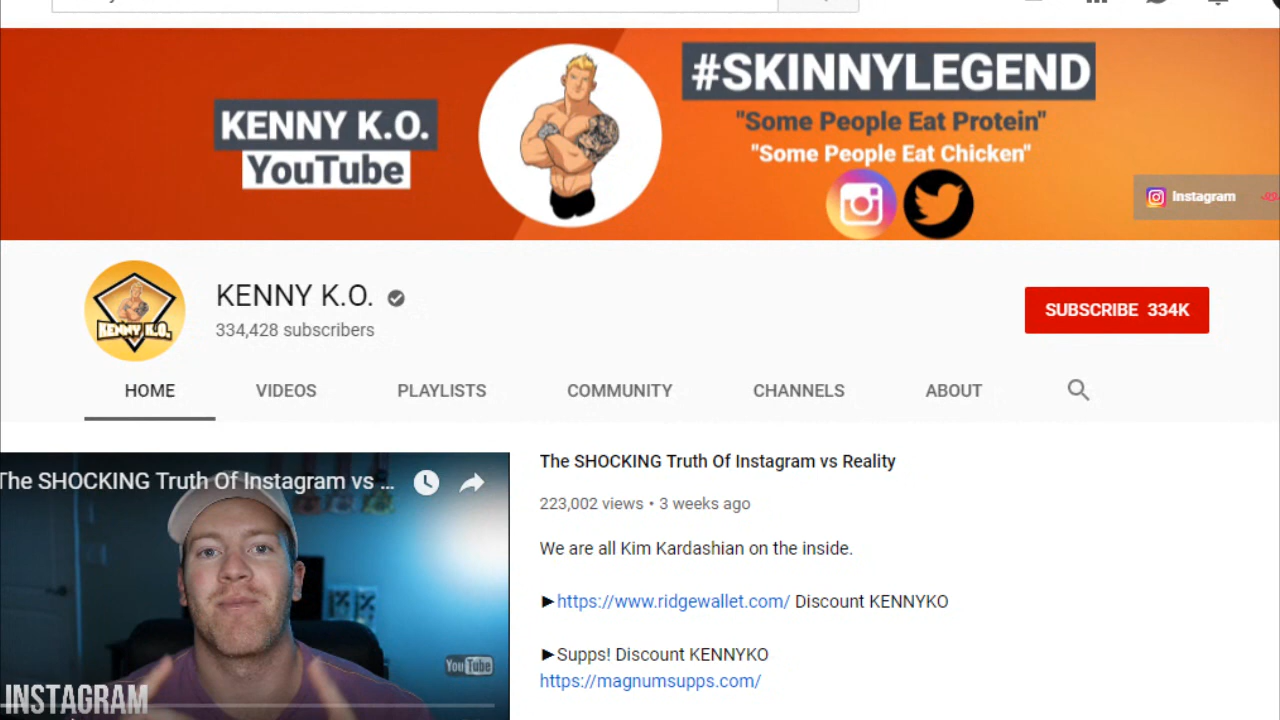 #SKINNYLEGEND
KENNY K.O.
YouTube
"Some People Eat Protein"
"Some People Eat Chicken"
Instagram
KENNY K.O.
KENNY K.O.
334,428 subscribers
SUBSCRIBE 334K
HOME
VIDEOS
PLAYLISTS
COMMUNITY
CHANNELS
ABOUT
The SHOCKING Truth Of Instagram vs ...
YouTube
INSTAGRAM
The SHOCKING Truth Of Instagram vs Reality
223,002 views • 3 weeks ago
We are all Kim Kardashian on the inside.
►https://www.ridgewallet.com/ Discount KENNYKO
►Supps! Discount KENNYKO
https://magnumsupps.com/